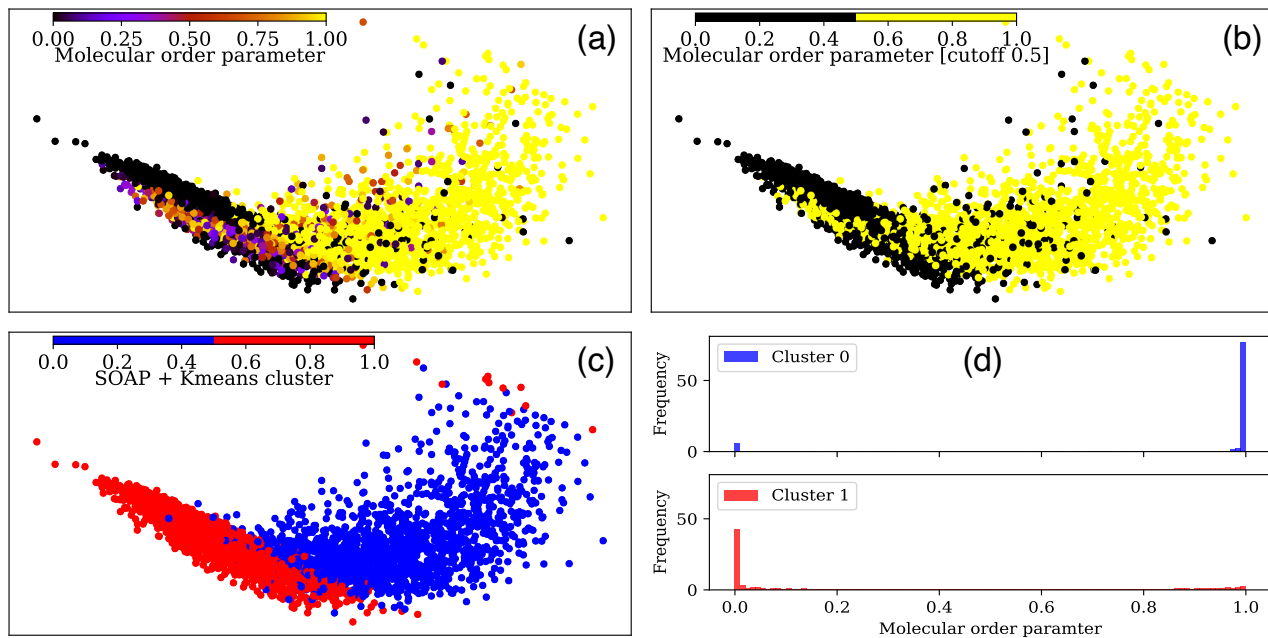 0.00 0.25 0.50 0.75 1.00
Molecular order parameter
(a)
0.0 0.2 0.4 0.6 0.8 1.0
Molecular order parameter [cutoff 0.5]
(b)
0.0 0.2 0.4 0.6 0.8 1.0
SOAP + Kmeans cluster
(c)
(d)
Cluster 0
Frequency
50
0
Cluster 1
Frequency
50
0
0.0 0.2 0.4 0.6 0.8 1.0
Molecular order paramter